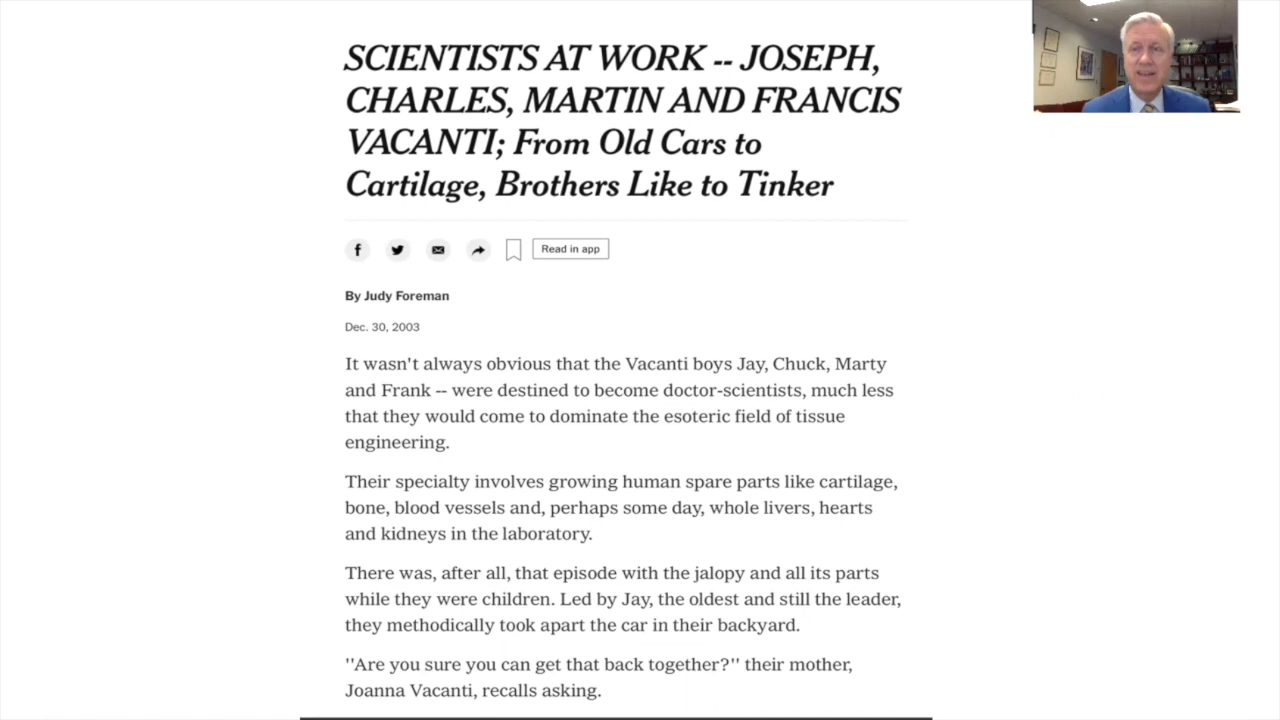 SCIENTISTS AT WORK -- JOSEPH,
CHARLES, MARTIN AND FRANCIS
VACANTI; From Old Cars to
Cartilage, Brothers Like to Tinker
Read in app
By Judy Foreman
Dec. 30, 2003
It wasn't always obvious that the Vacanti boys Jay, Chuck, Marty
and Frank -- were destined to become doctor-scientists, much less
that they would come to dominate the esoteric field of tissue
engineering.
Their specialty involves growing human spare parts like cartilage,
bone, blood vessels and, perhaps some day, whole livers, hearts
and kidneys in the laboratory.
There was, after all, that episode with the jalopy and all its parts
while they were children. Led by Jay, the oldest and still the leader,
they methodically took apart the car in their backyard.
''Are you sure you can get that back together?'' their mother,
Joanna Vacanti, recalls asking.